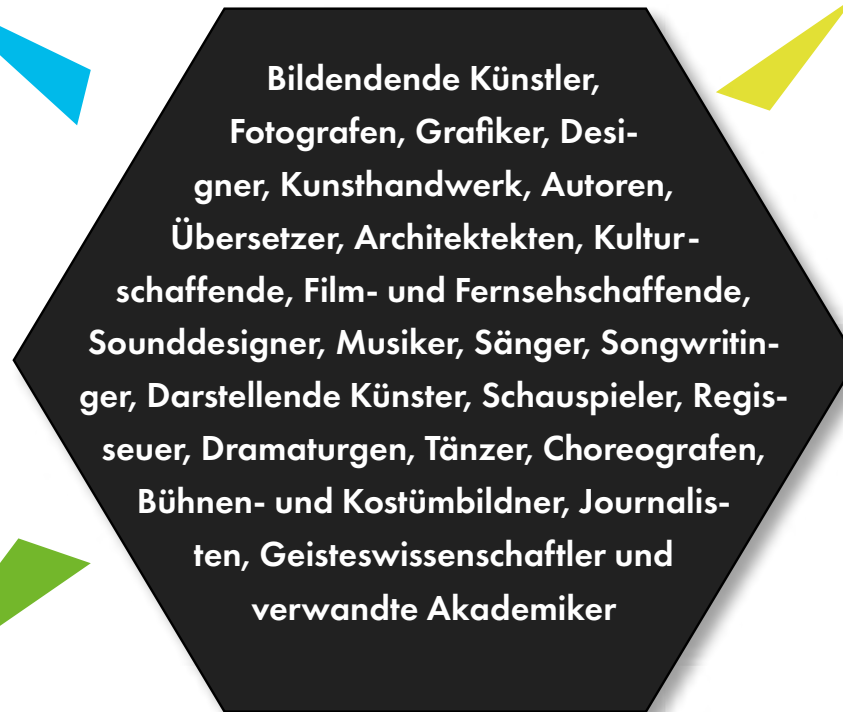 Bildendende Künstler,
Fotografen, Grafiker, Desi-
gner, Kunsthandwerk, Autoren,
Übersetzer, Architektekten, Kultur-
schaffende, Film- und Fernsehschaffende,
Sounddesigner, Musiker, Sänger, Songwritin-
ger, Darstellende Künster, Schauspieler, Regis-
seuer, Dramaturgen, Tänzer, Choreografen,
Bühnen- und Kostümbildner, Journalis-
ten, Geisteswissenschaftler und
verwandte Akademiker